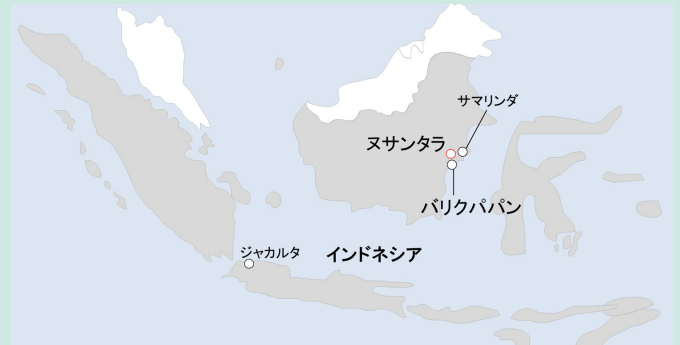 サマリンダ
ヌサンタラ
バリクパパン
ジャカルタ
インドネシア